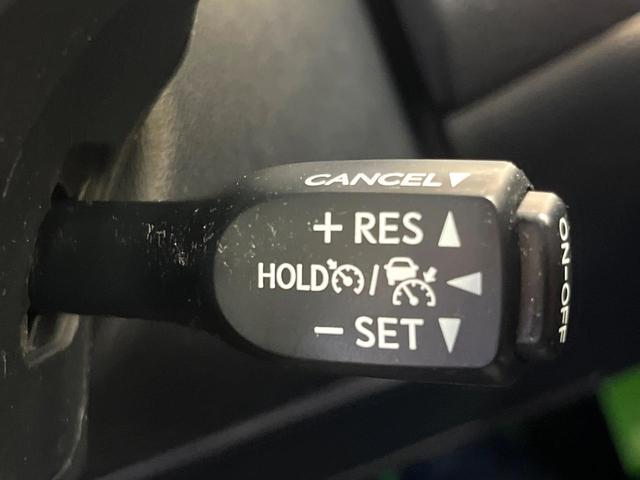 CANCEL▼
+ RES ▲
HOLD / ◀
− SET ▼
ON-OFF